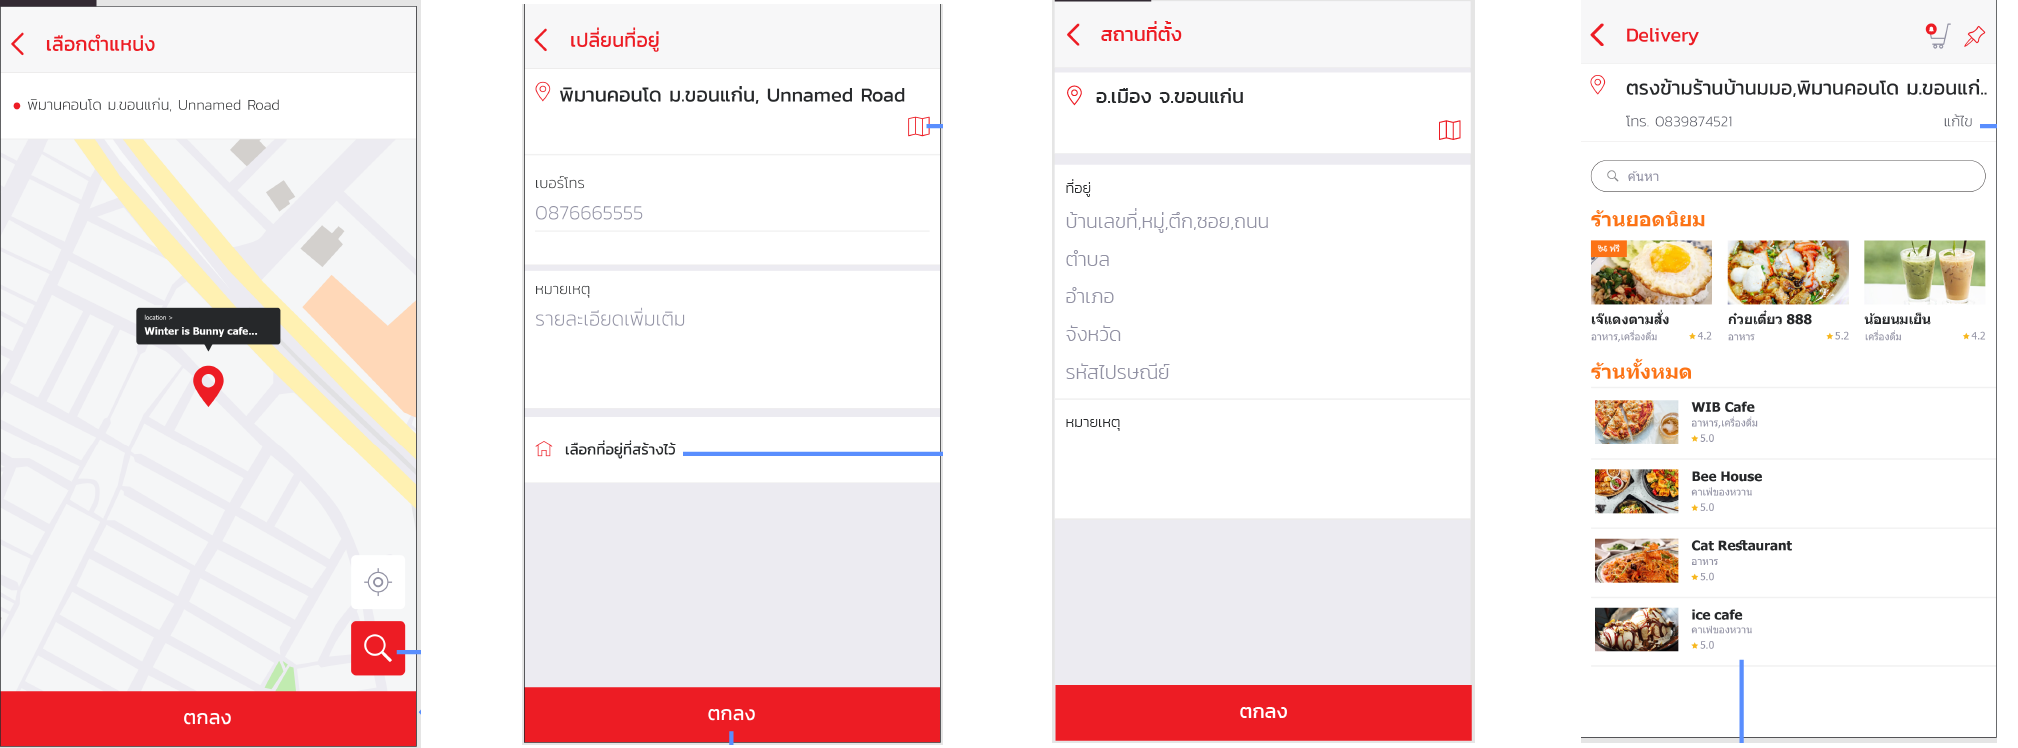 เลือกตำแหน่ง
พิมานคอนโด ม.ขอนแก่น, Unnamed Road
location >
Winter is Bunny cafe...
ตกลง
เปลี่ยนที่อยู่
พิมานคอนโด ม.ขอนแก่น, Unnamed Road
เบอร์โทร
0876665555
หมายเหตุ
รายละเอียดเพิ่มเติม
เลือกที่อยู่ที่สร้างไว้
ตกลง
สถานที่ตั้ง
อ.เมือง จ.ขอนแก่น
ที่อยู่
บ้านเลขที่,หมู่,ตึก,ซอย,ถนน
ตำบล
อำเภอ
จังหวัด
รหัสไปรษณีย์
หมายเหตุ
ตกลง
Delivery
ตรงข้ามร้านบ้านมมอ,พิมานคอนโด ม.ขอนแก่..
โทร. 0839874521 แก้ไข
ค้นหา
ร้านยอดนิยม
เจ๊แดงตามสั่ง ก๋วยเตี๋ยว 888 น้อยนมเย็น
อาหาร,เครื่องดื่ม 4.2 อาหาร 5.2 เครื่องดื่ม 4.2
ร้านทั้งหมด
WIB Cafe
อาหาร,เครื่องดื่ม
5.0
Bee House
คาเฟ่ของหวาน
5.0
Cat Restaurant
อาหาร
5.0
ice cafe
คาเฟ่ของหวาน
5.0